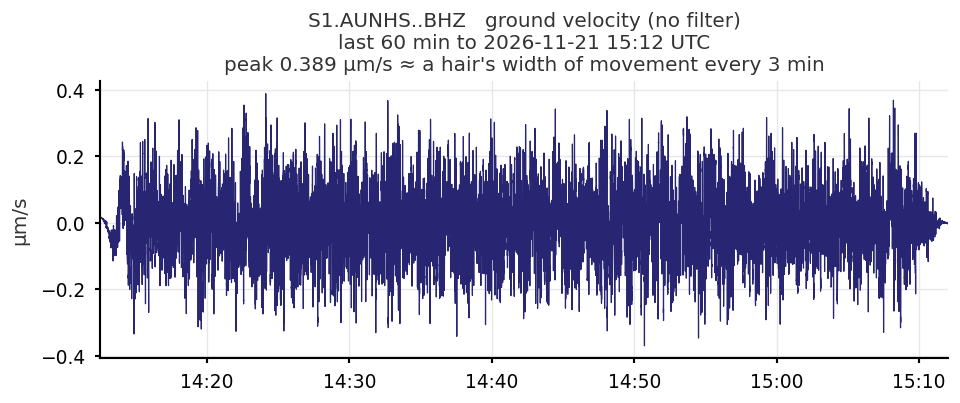 S1.AUNHS..BHZ   ground velocity (no filter)
last 60 min to 2026-11-21 15:12 UTC
peak 0.389 µm/s ≈ a hair's width of movement every 3 min
µm/s
0.4
0.2
0.0
−0.2
−0.4
14:20
14:30
14:40
14:50
15:00
15:10